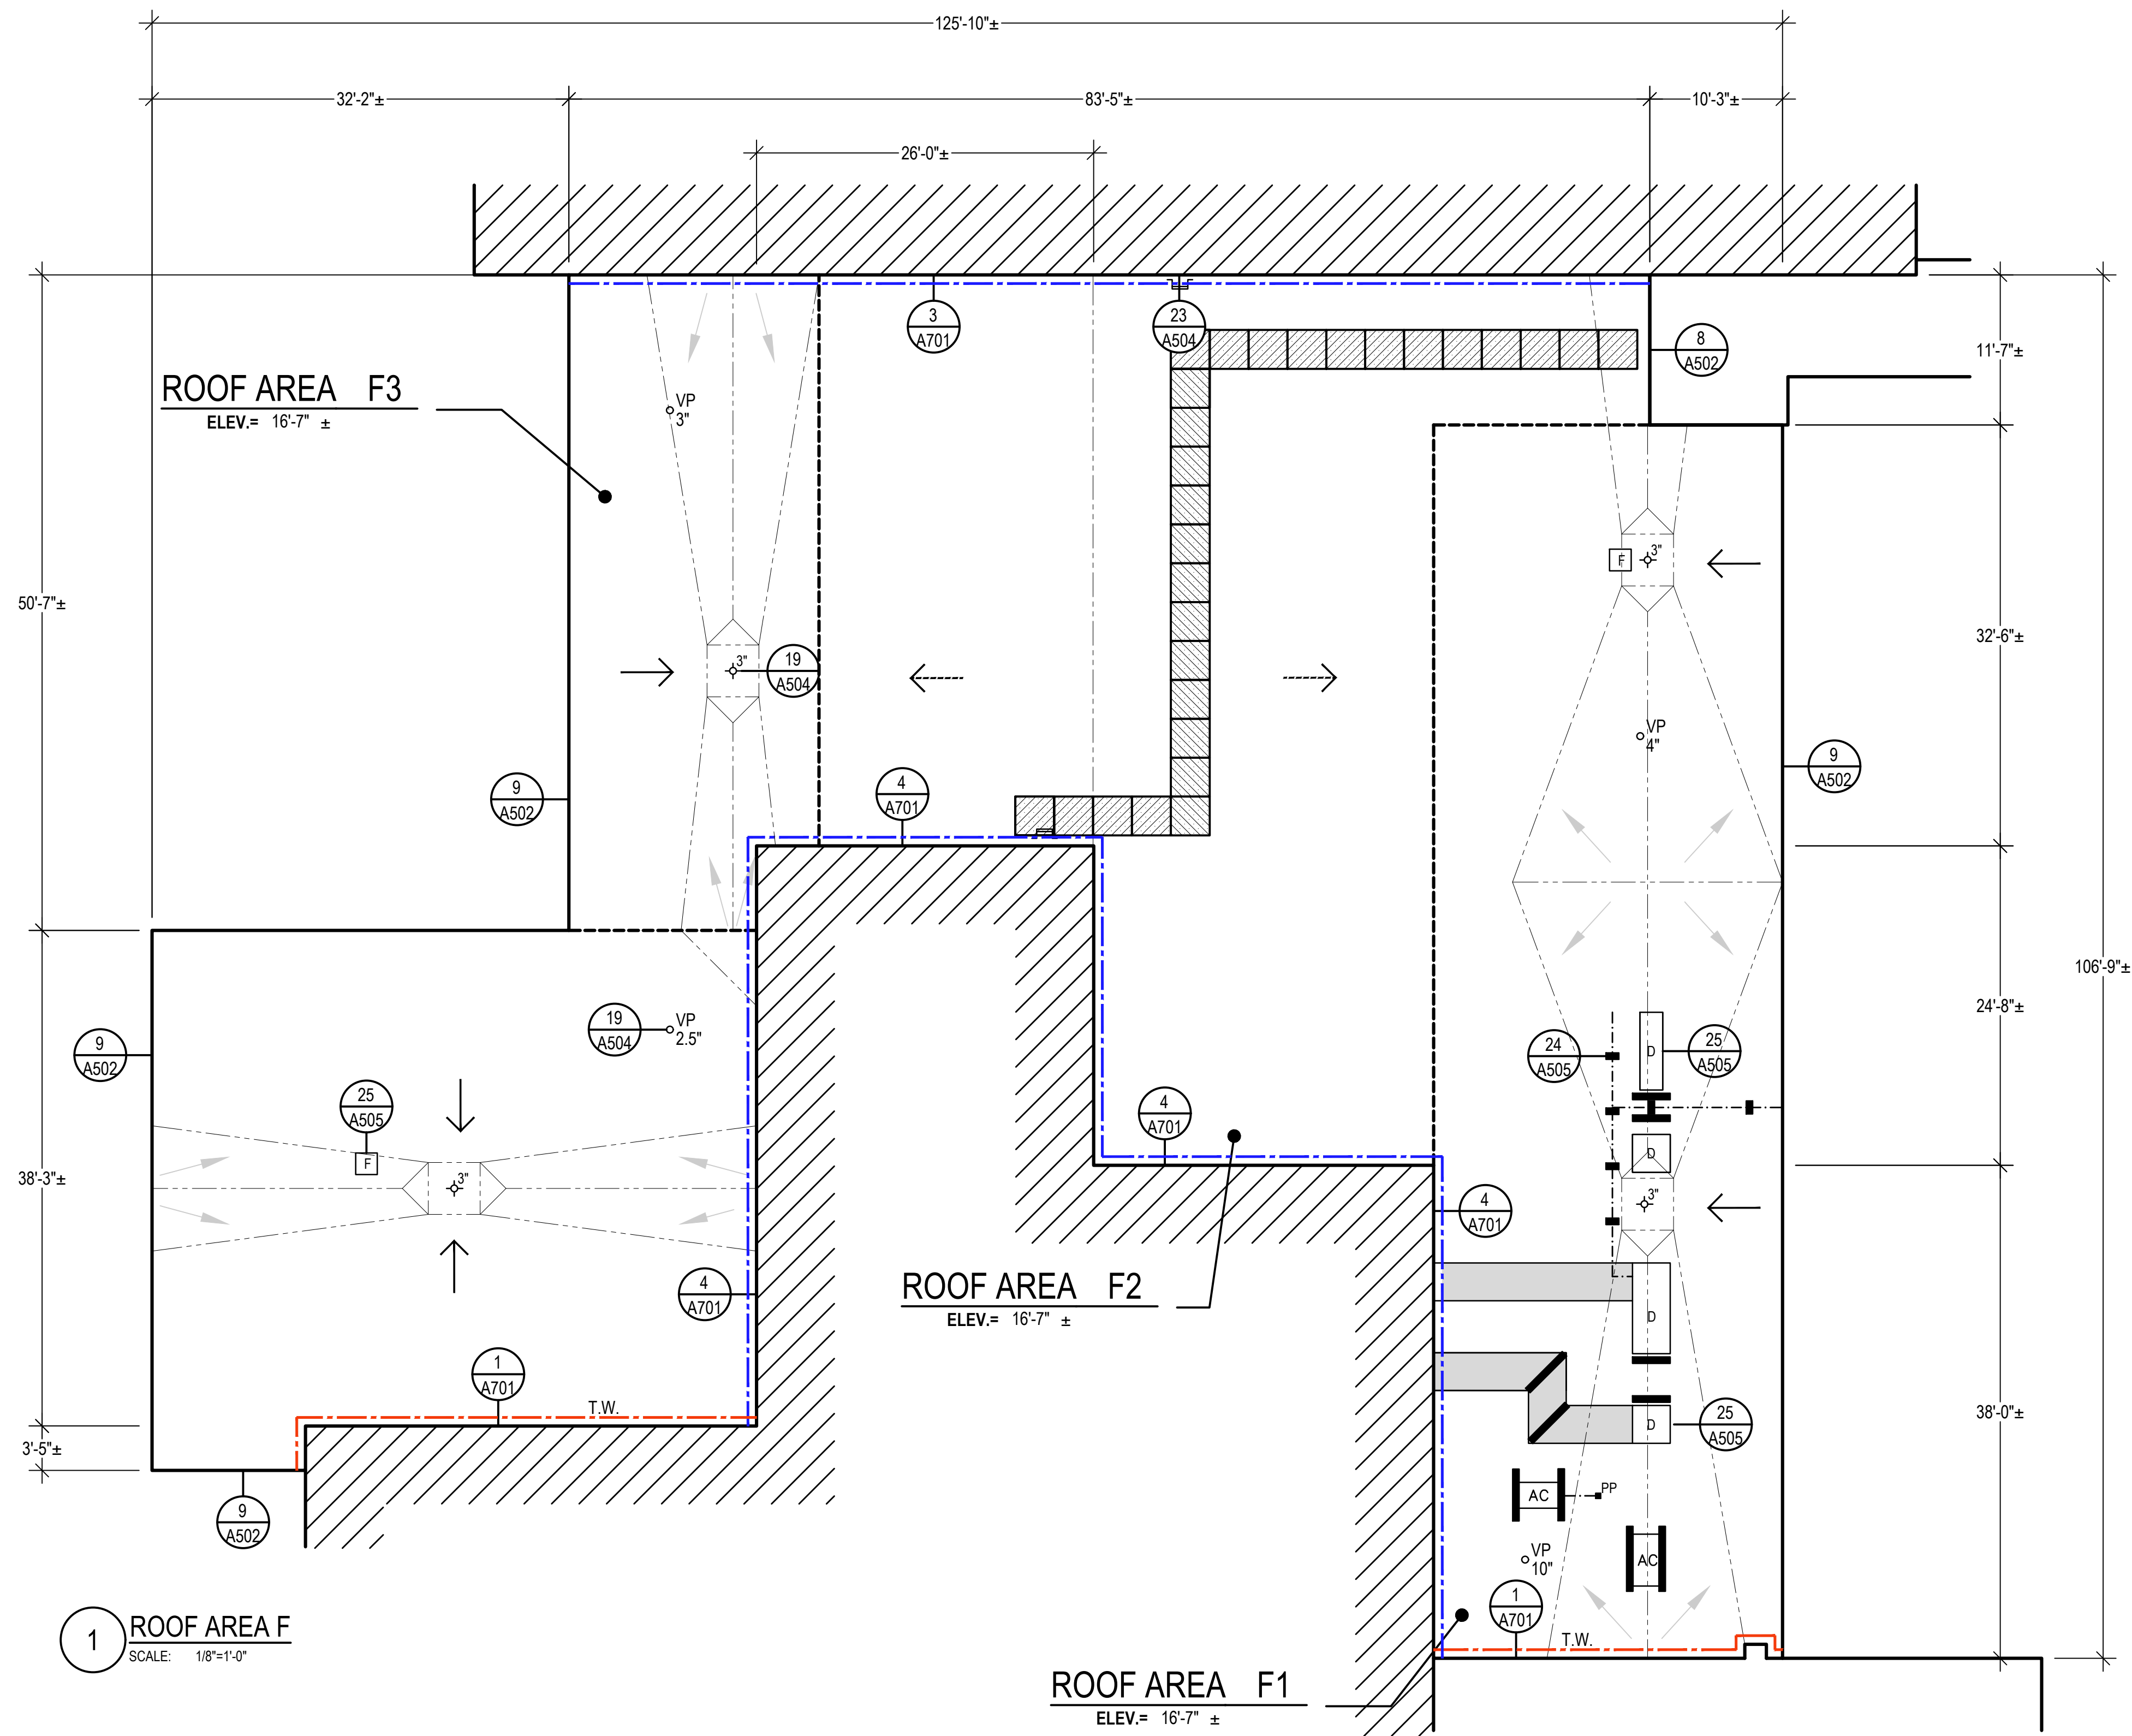 125'-10"±
32'-2"±
83'-5"±
10'-3"±
26'-0"±
3
A701
23
A504
8
A502
11'-7"±
ROOF AREA F3
ELEV.= 16'-7" ±
VP
3"
3"
F
50'-7"±
32'-6"±
3"
19
A504
VP
4"
9
A502
9
A502
4
A701
106'-9"±
24'-8"±
19
A504
VP
2.5"
9
A502
24
A505
D
25
A505
25
A505
F
4
A701
D
3"
38'-3"±
3"
4
A701
4
A701
ROOF AREA F2
ELEV.= 16'-7" ±
D
1
A701
T.W.
D
25
A505
38'-0"±
3'-5"±
9
A502
AC
PP
VP
10"
AC
1
A701
T.W.
1
ROOF AREA F
SCALE: 1/8"=1'-0"
ROOF AREA F1
ELEV.= 16'-7" ±